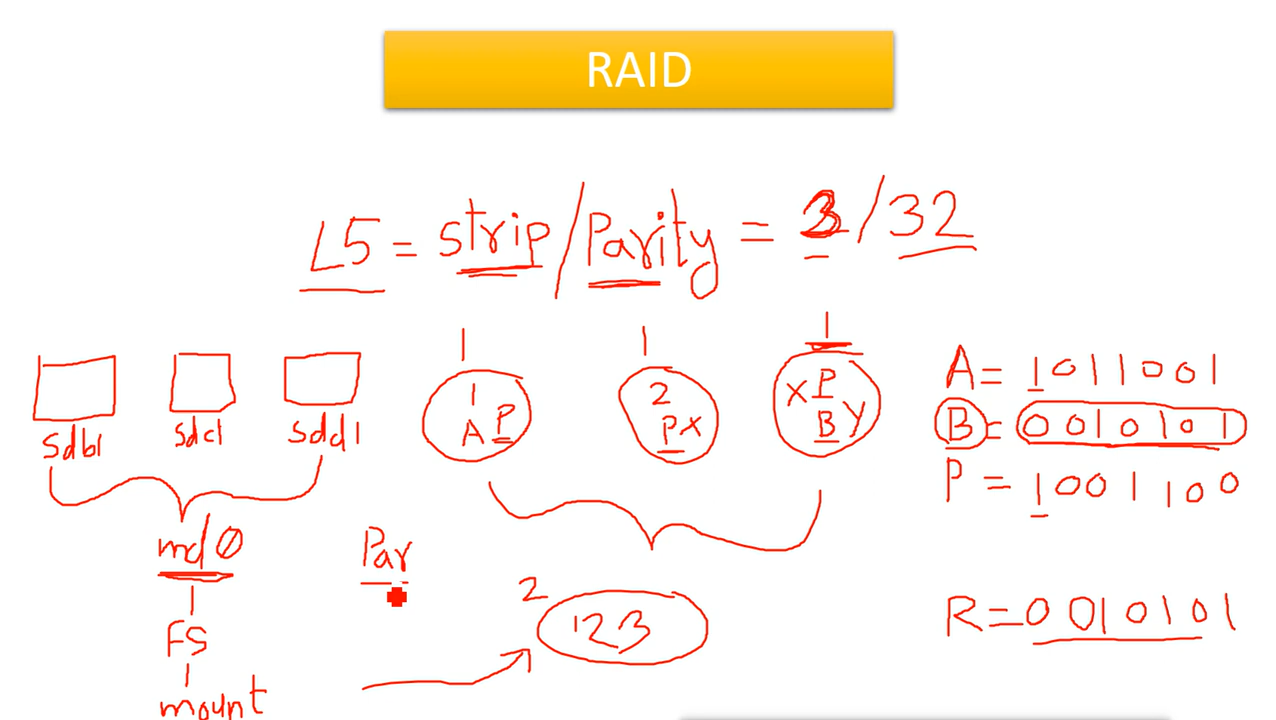 RAID
L5 = strip / Parity = 3 / 32
1 1 1
1 A P
2 P x
x P B y
sdb1 sdc1 sdd1
A = 1011001
B = 0010101
P = 1001100
md0
Par
FS
mount
2
123
R = 0010101